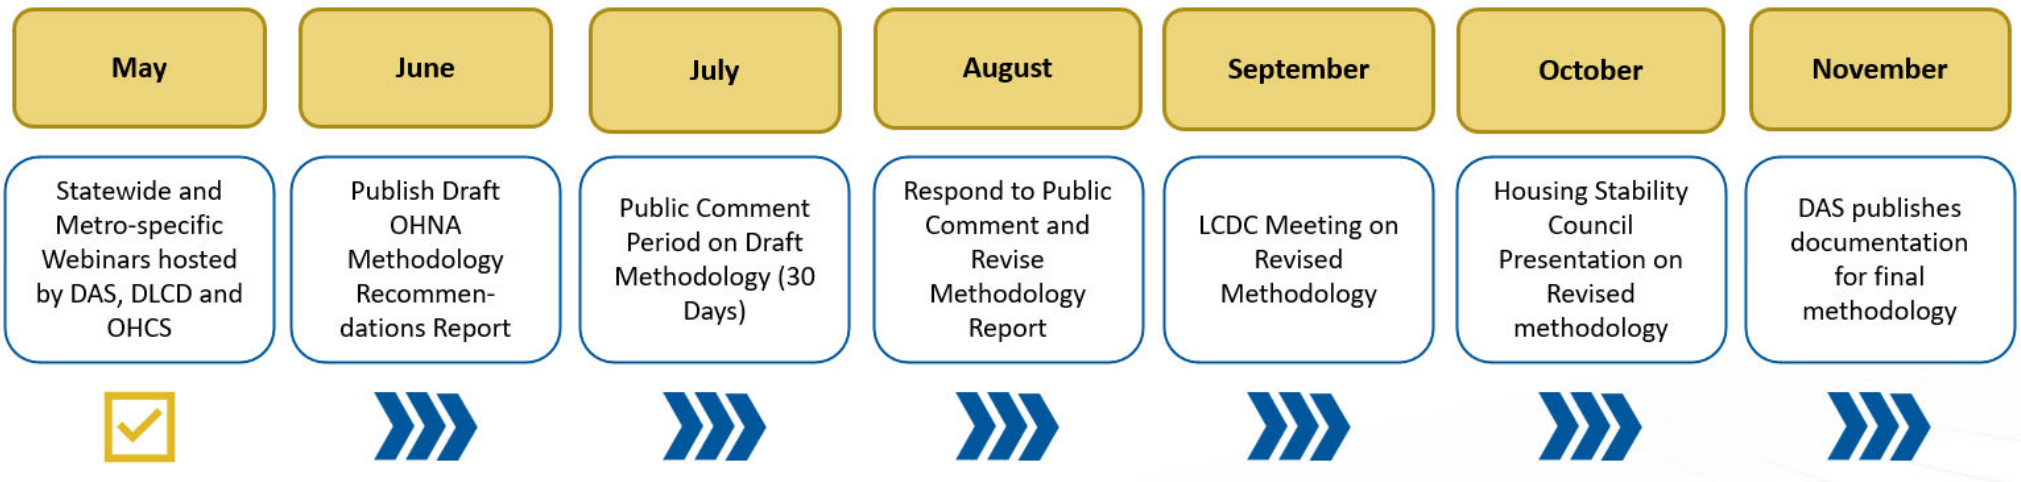 May
June
July
August
September
October
November
Statewide and
Metro-specific
Webinars hosted
by DAS, DLCD and
OHCS
Publish Draft
OHNA
Methodology
Recommen-
dations Report
Public Comment
Period on Draft
Methodology (30
Days)
Respond to Public
Comment and
Revise
Methodology
Report
LCDC Meeting on
Revised
Methodology
Housing Stability
Council
Presentation on
Revised
methodology
DAS publishes
documentation
for final
methodology